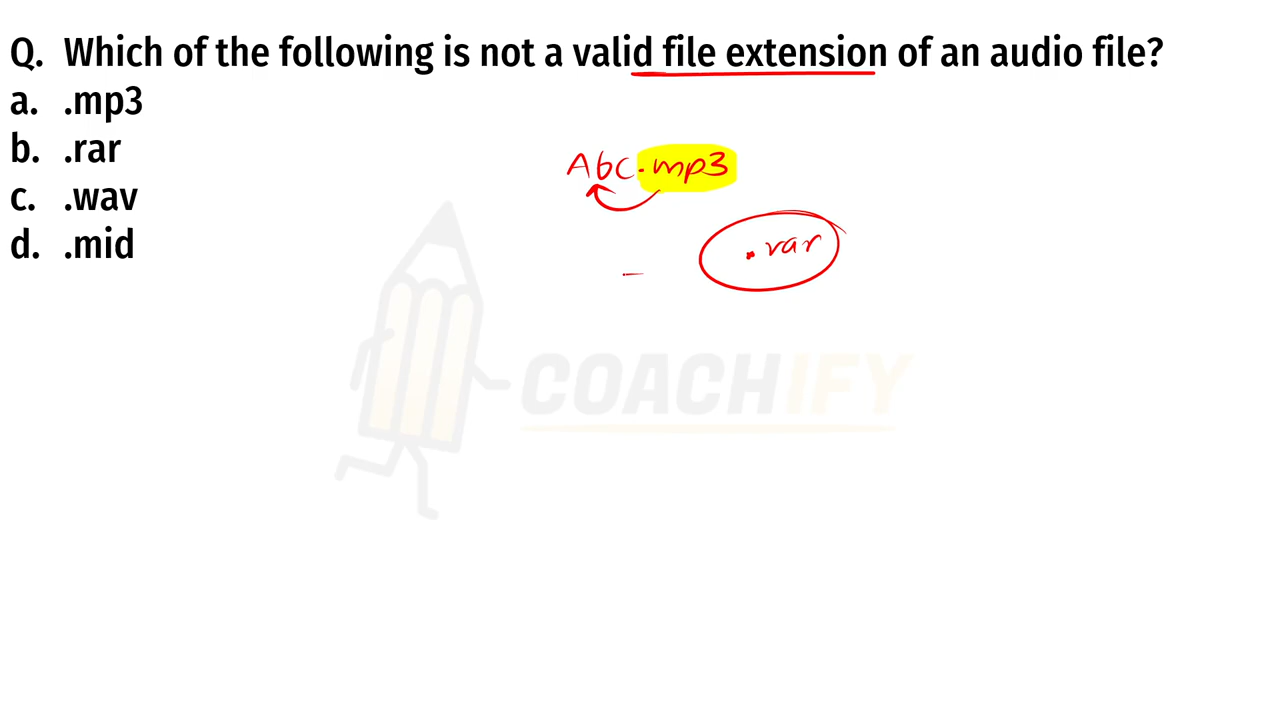 Q. Which of the following is not a valid file extension of an audio file?
a. .mp3
b. .rar
c. .wav
d. .mid
Abc.mp3
.rar
COACHIFY